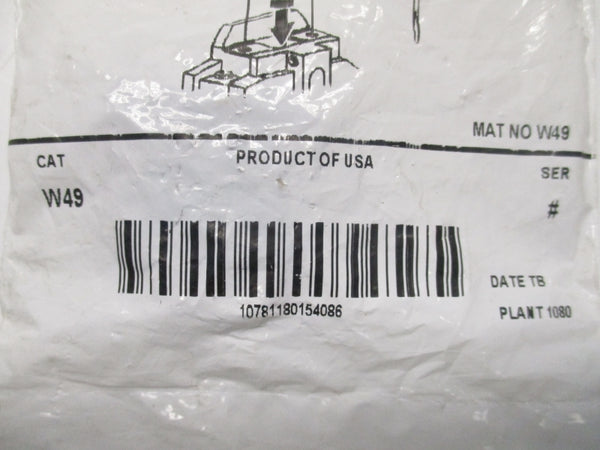 MAT NO W49
CAT
PRODUCT OF USA
SER
W49
#
10781180154086
DATE TB
PLANT 1080